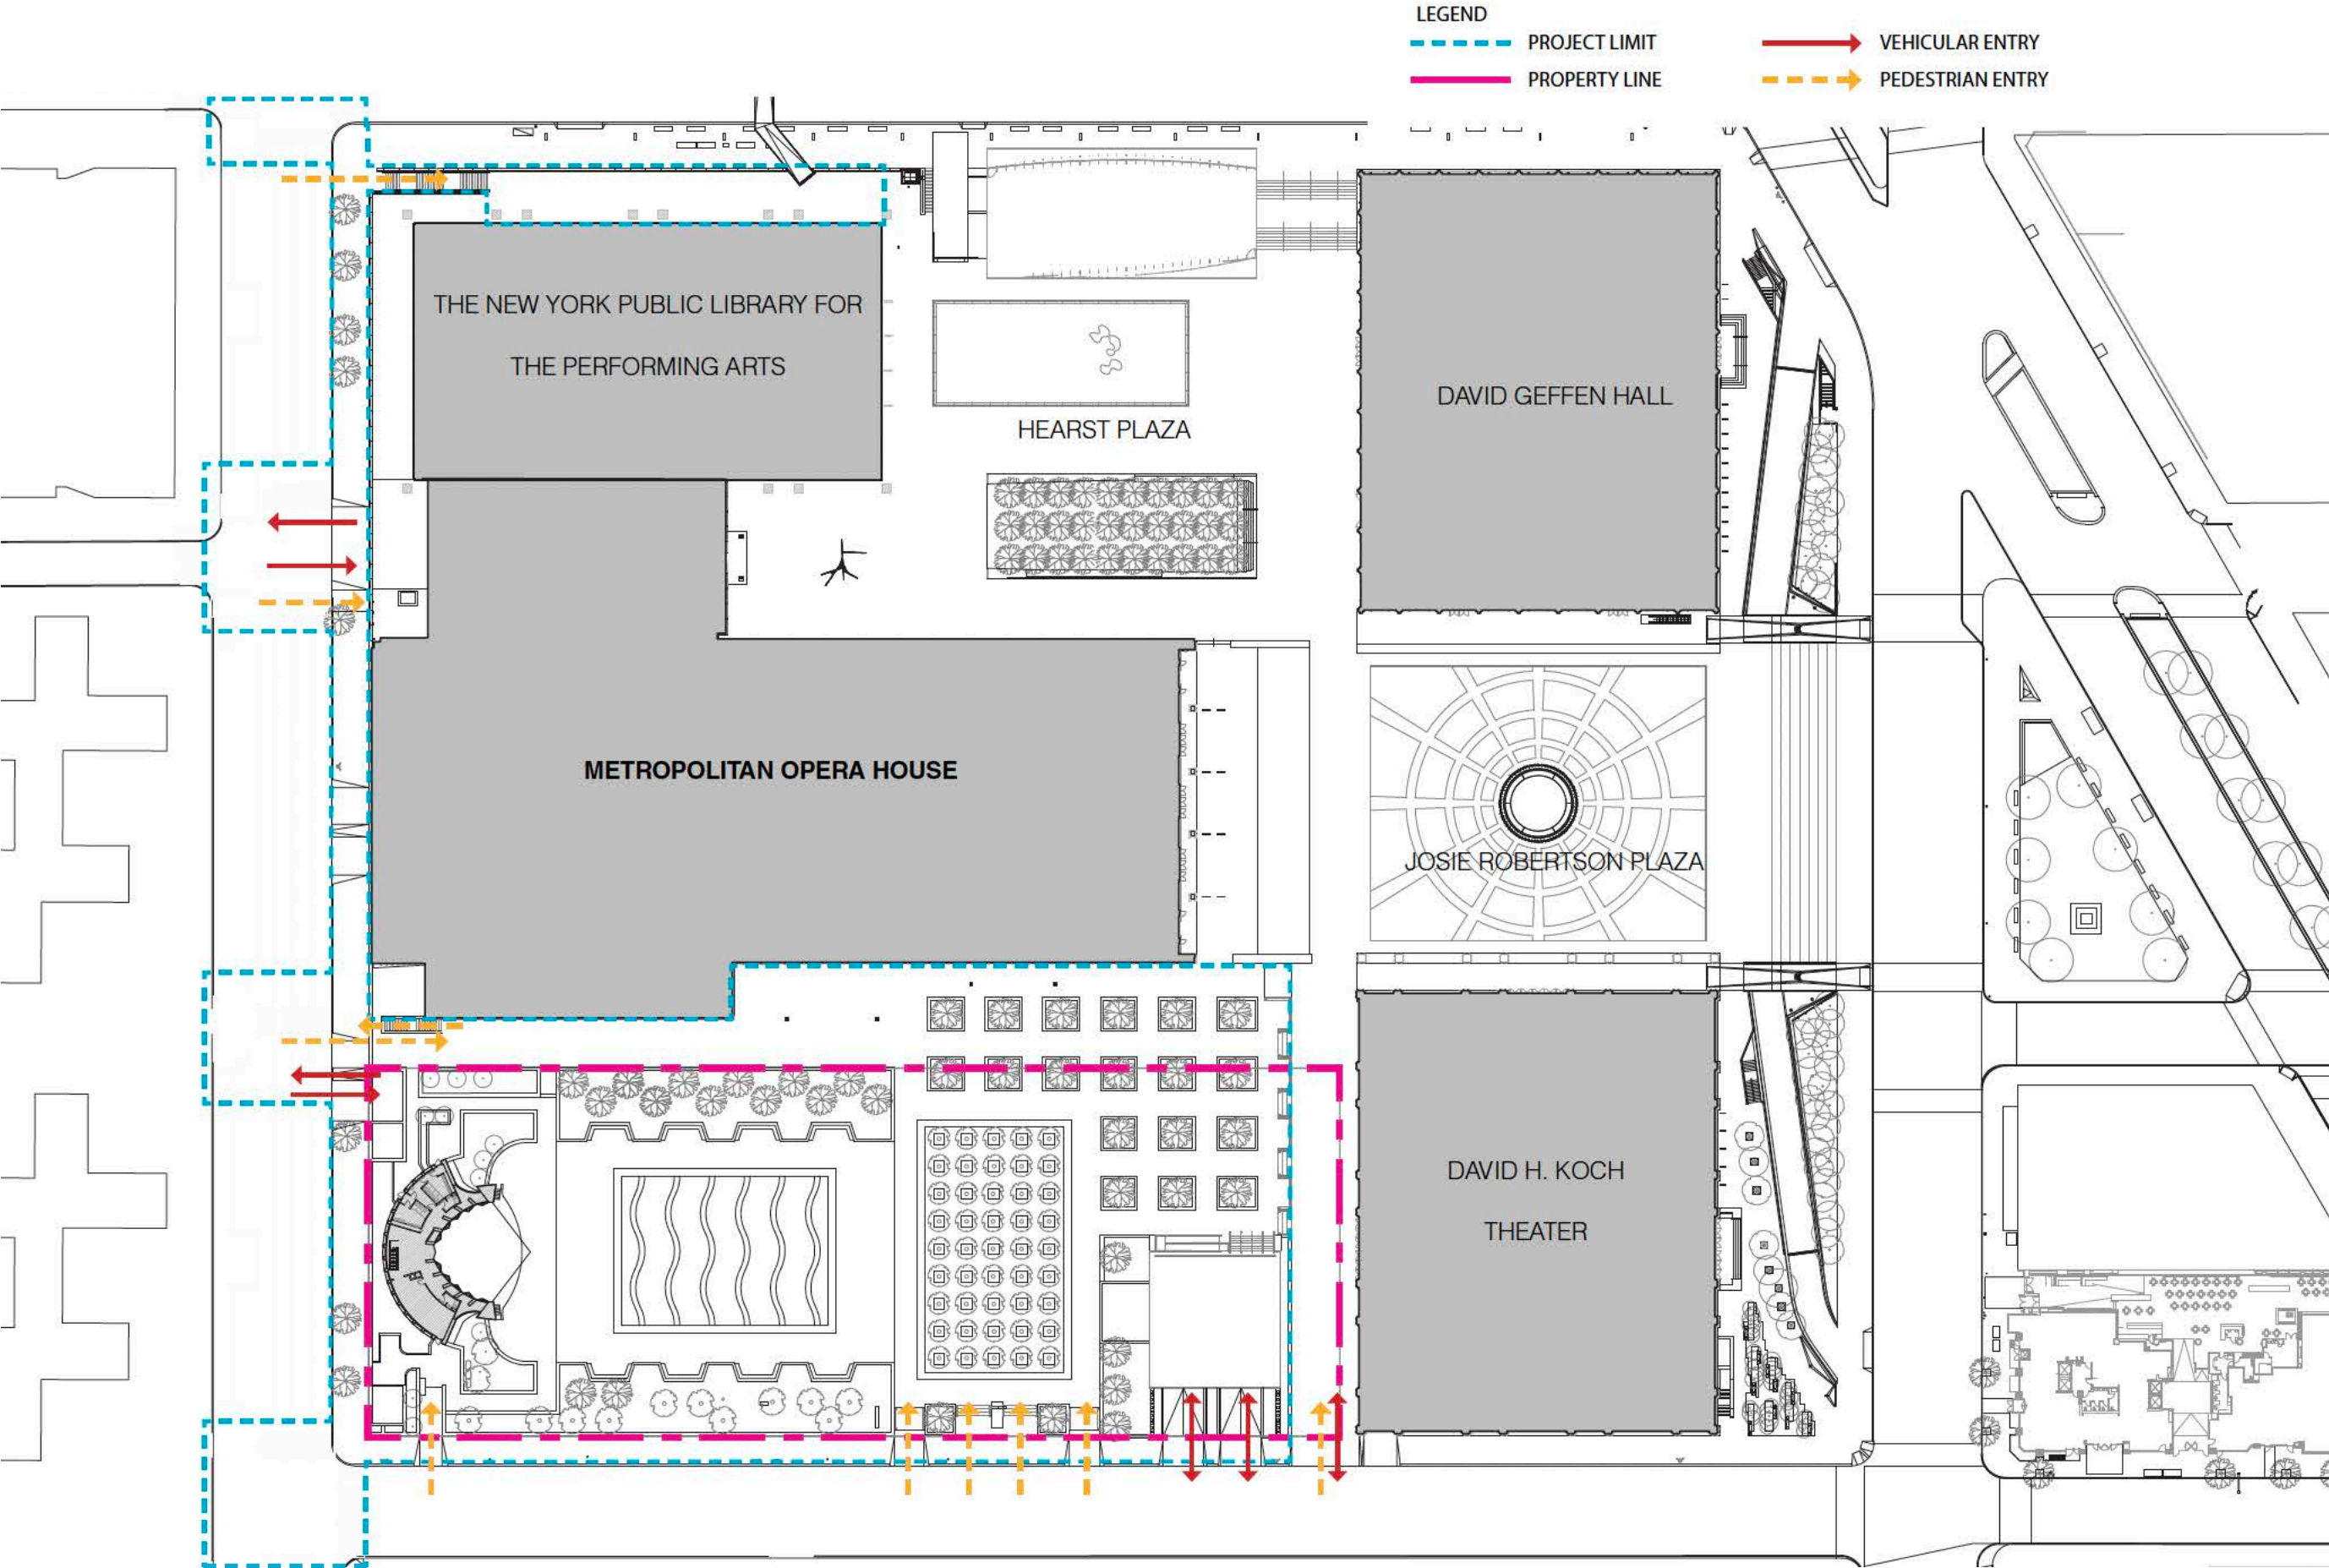 LEGEND
PROJECT LIMIT
VEHICULAR ENTRY
PROPERTY LINE
PEDESTRIAN ENTRY
THE NEW YORK PUBLIC LIBRARY FOR
THE PERFORMING ARTS
DAVID GEFFEN HALL
HEARST PLAZA
METROPOLITAN OPERA HOUSE
JOSIE ROBERTSON PLAZA
DAVID H. KOCH
THEATER